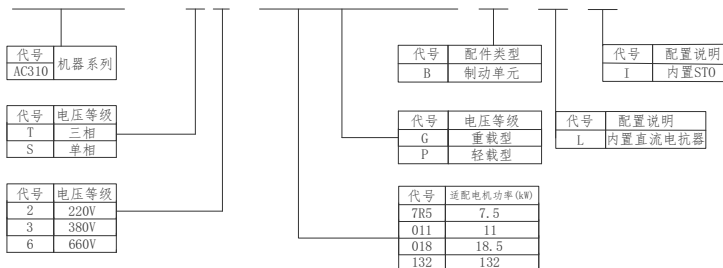 代号 机器系列
AC310
代号 电压等级
T 三相
S 单相
代号 电压等级
2 220V
3 380V
6 660V
代号 配件类型
B 制动单元
代号 电压等级
G 重载型
P 轻载型
代号 适配电机功率(kW)
7R5 7.5
011 11
018 18.5
132 132
代号 配置说明
I 内置STO
代号 配置说明
L 内置直流电抗器